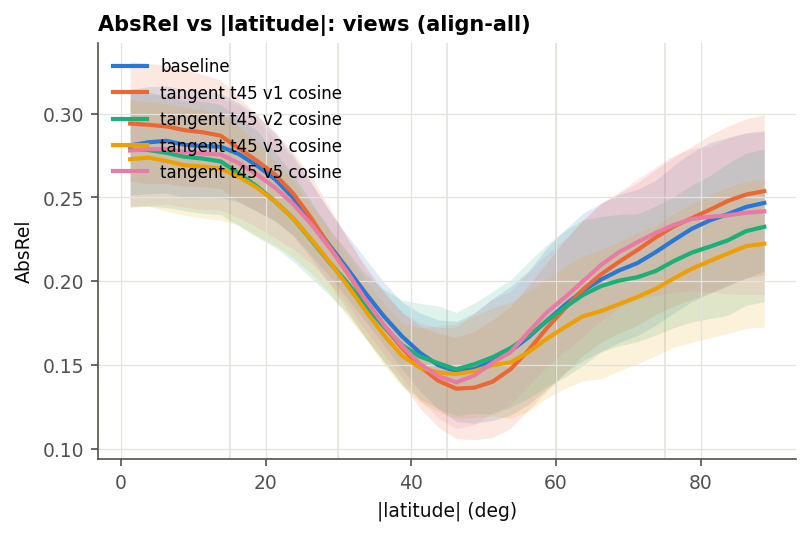 AbsRel vs |latitude|: views (align-all)
baseline
tangent t45 v1 cosine
tangent t45 v2 cosine
tangent t45 v3 cosine
tangent t45 v5 cosine
AbsRel
0.30
0.25
0.20
0.15
0.10
0 20 40 60 80
|latitude| (deg)